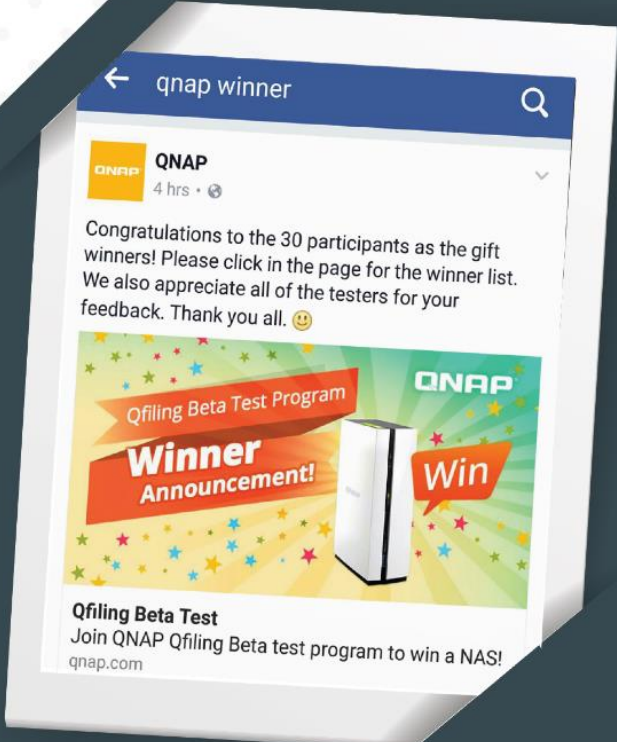 qnap winner
QNAP
QNAP
4 hrs •
Congratulations to the 30 participants as the gift
winners! Please click in the page for the winner list.
We also appreciate all of the testers for your
feedback. Thank you all. 🙂
QNAP
Qfiling Beta Test Program
Winner
Announcement!
Win
Qfiling Beta Test
Join QNAP Qfiling Beta test program to win a NAS!
qnap.com